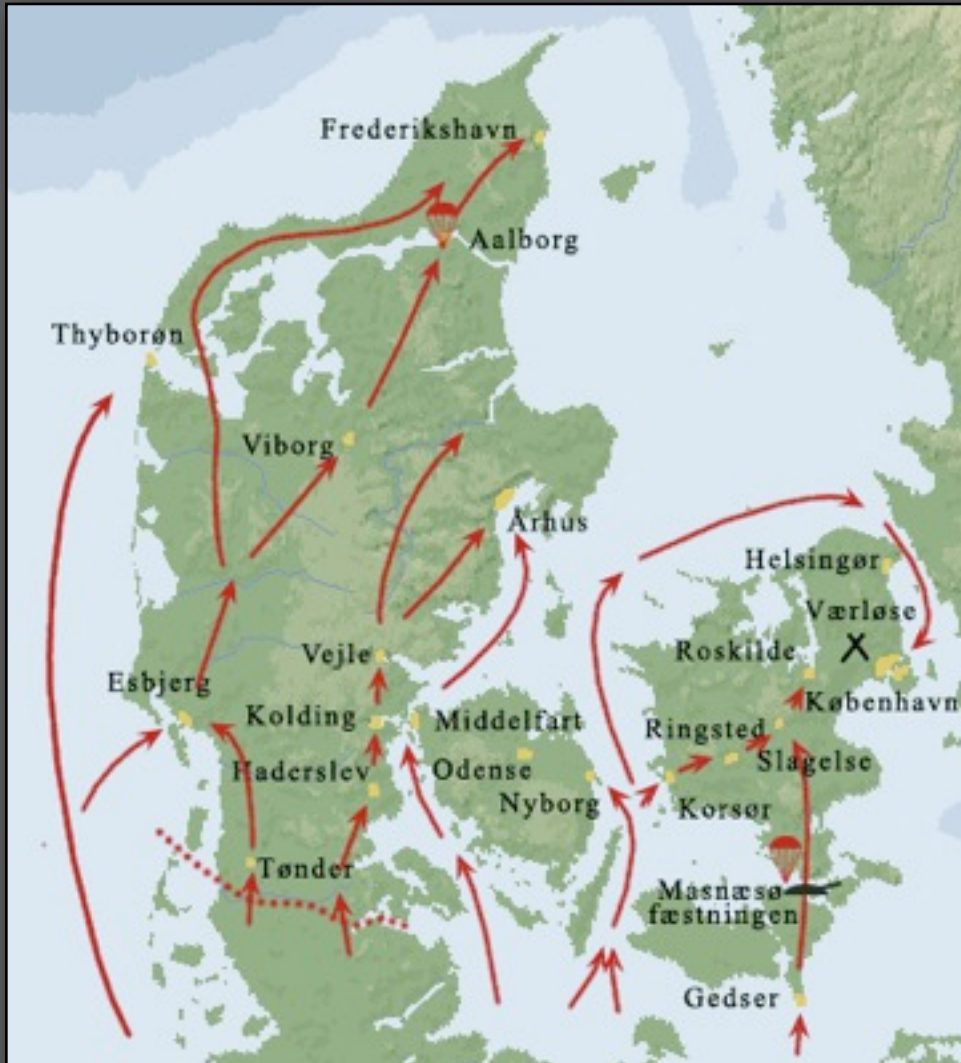 Frederikshavn
Aalborg
Thyborøn
Viborg
Århus
Helsingør
Værløse
Vejle
Roskilde
Esbjerg
København
Kolding
Middelfart
Ringsted
Haderslev
Odense
Slagelse
Nyborg
Korsør
Tønder
Masnæsø
fæstningen
Gedser